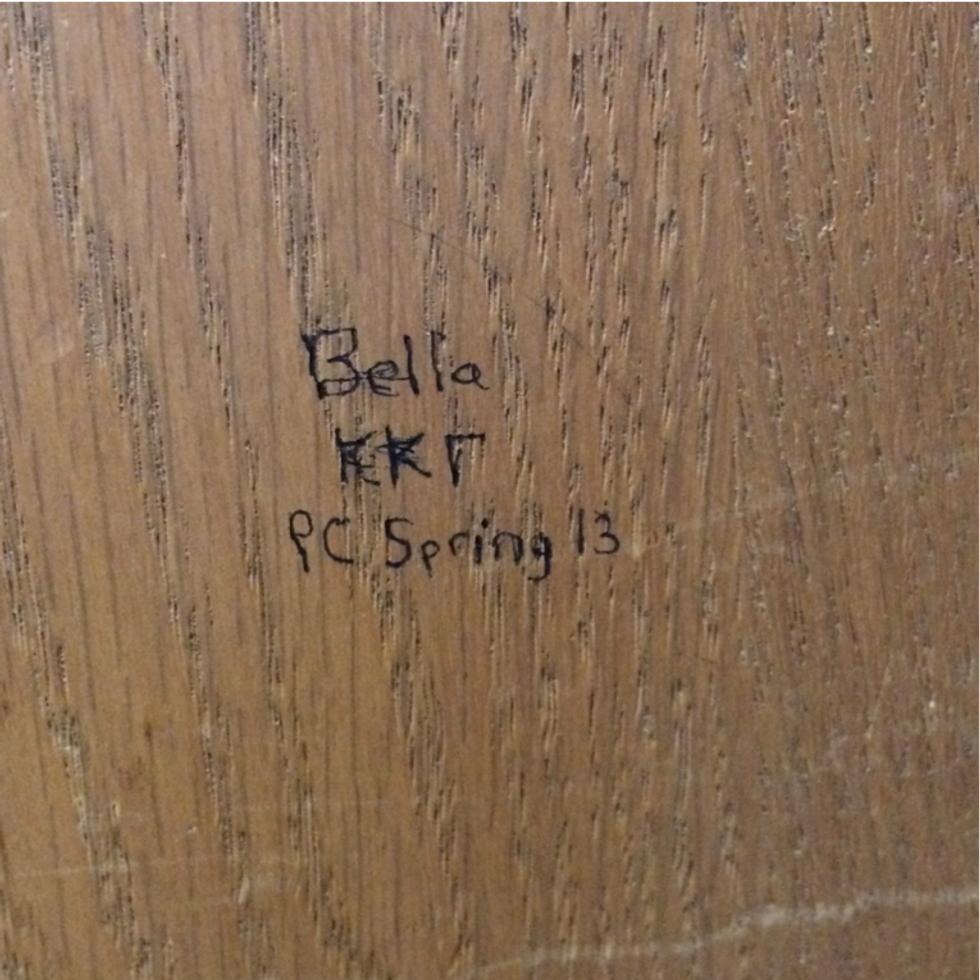 Bella
KKΓ
PC Spring 13